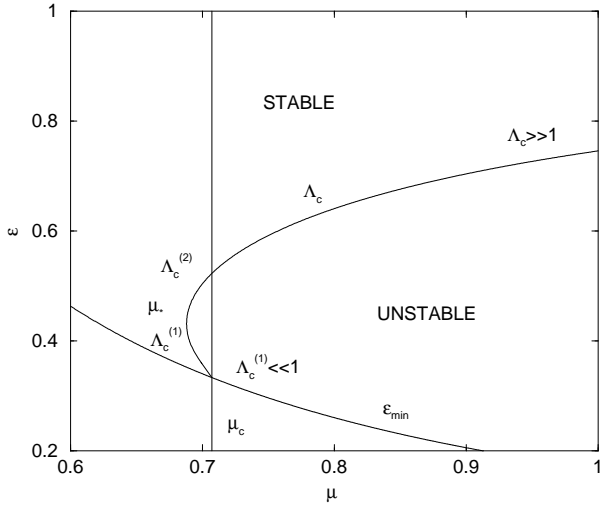 1
0.8
0.6
0.4
0.2
ε
STABLE
Λc>>1
Λc
Λc(2)
μ*
Λc(1)
UNSTABLE
Λc(1)<<1
εmin
μc
0.6
0.7
0.8
0.9
1
μ